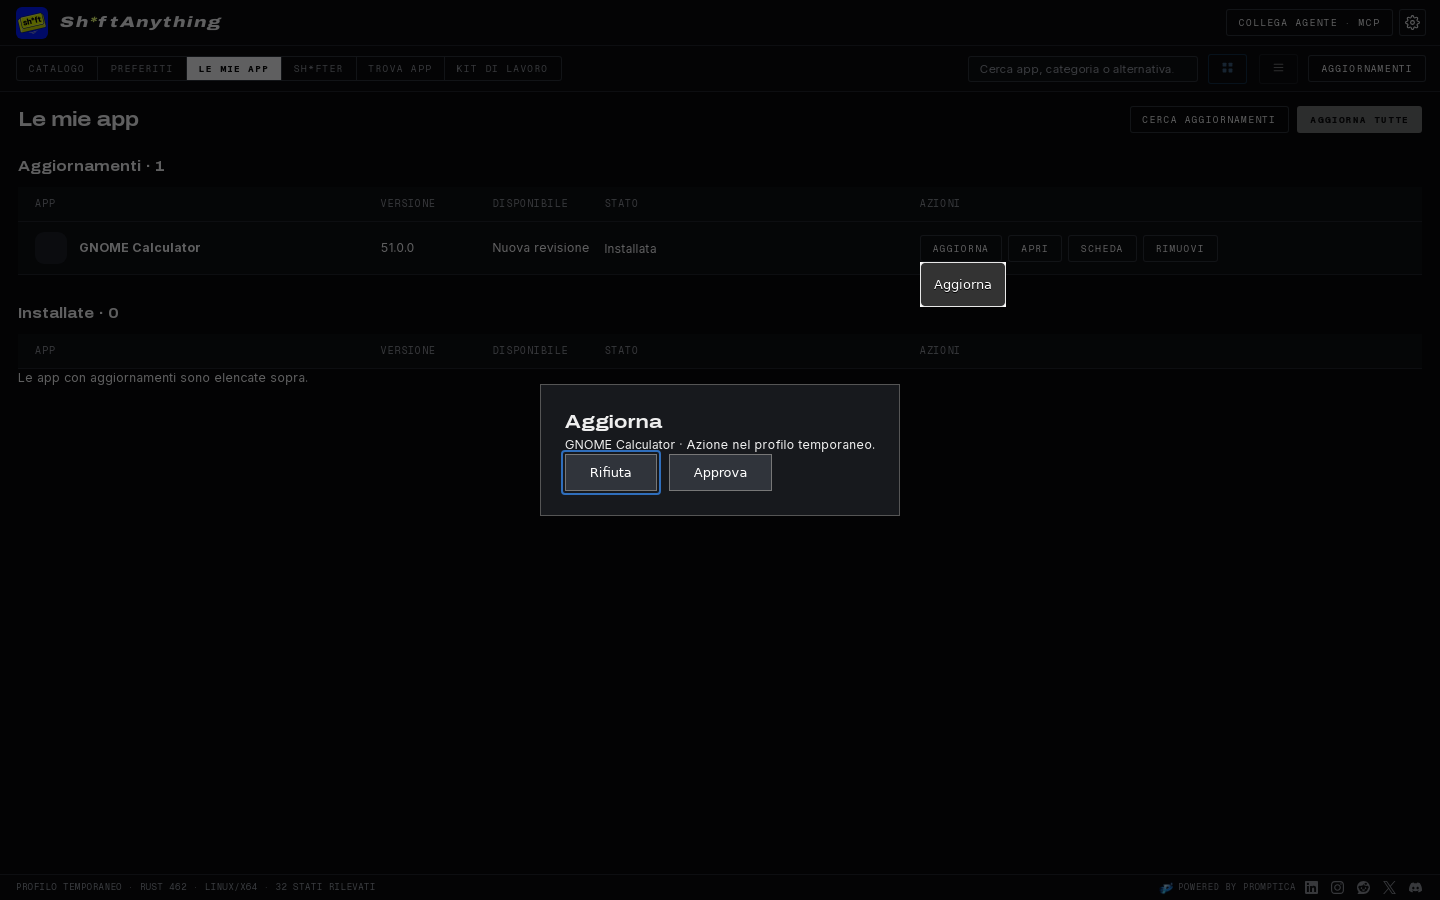 sh*ft Sh*ftAnything COLLEGA AGENTE · MCP
CATALOGO PREFERITI LE MIE APP SH*FTER TROVA APP KIT DI LAVORO Cerca app, categoria o alternativa. AGGIORNAMENTI
Le mie app CERCA AGGIORNAMENTI AGGIORNA TUTTE
Aggiornamenti · 1
APP VERSIONE DISPONIBILE STATO AZIONI
GNOME Calculator 51.0.0 Nuova revisione Installata AGGIORNA APRI SCHEDA RIMUOVI
Aggiorna
Installate · 0
APP VERSIONE DISPONIBILE STATO AZIONI
Le app con aggiornamenti sono elencate sopra.
Aggiorna
GNOME Calculator · Azione nel profilo temporaneo.
Rifiuta Approva
PROFILO TEMPORANEO · RUST 462 · LINUX/X64 · 32 STATI RILEVATI POWERED BY PROMPTICA